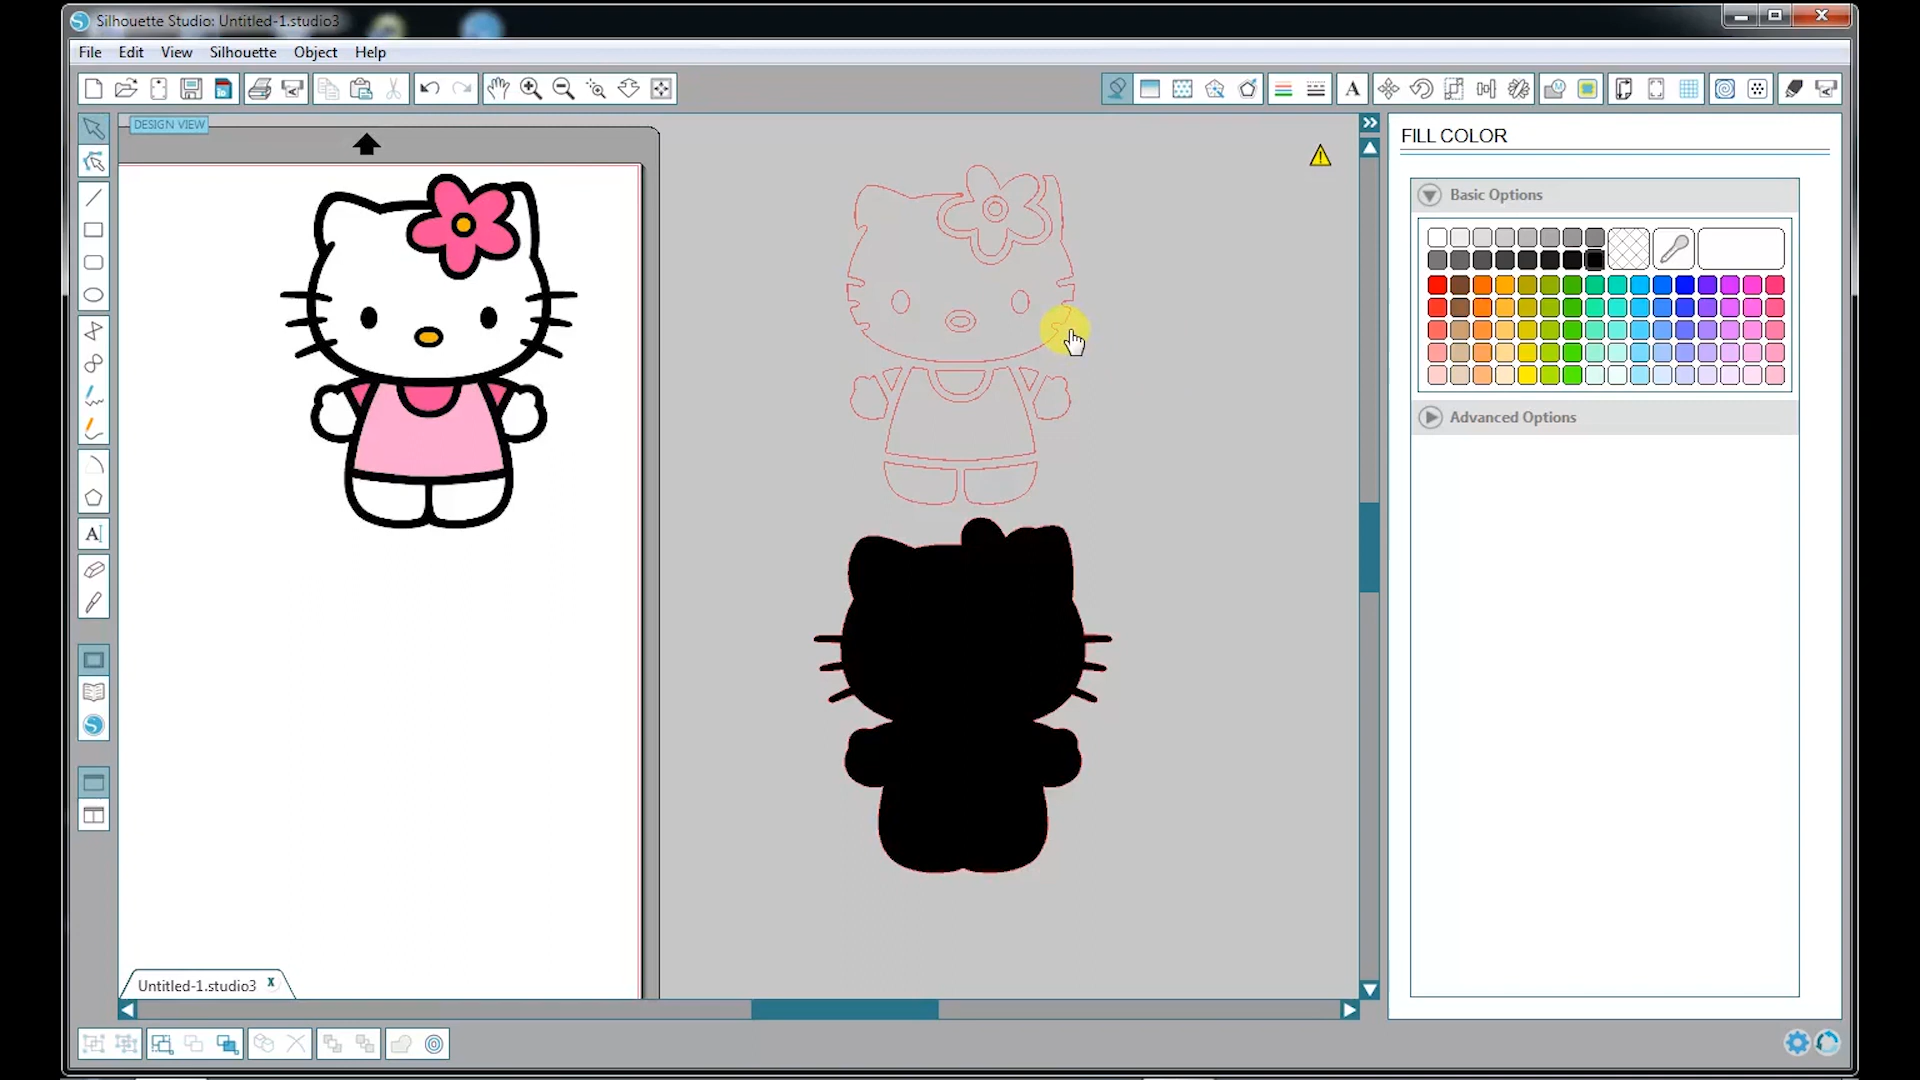 Silhouette Studio: Untitled-1.studio3
File Edit View Silhouette Object Help
DESIGN VIEW
FILL COLOR
Basic Options
Advanced Options
Untitled-1.studio3 x